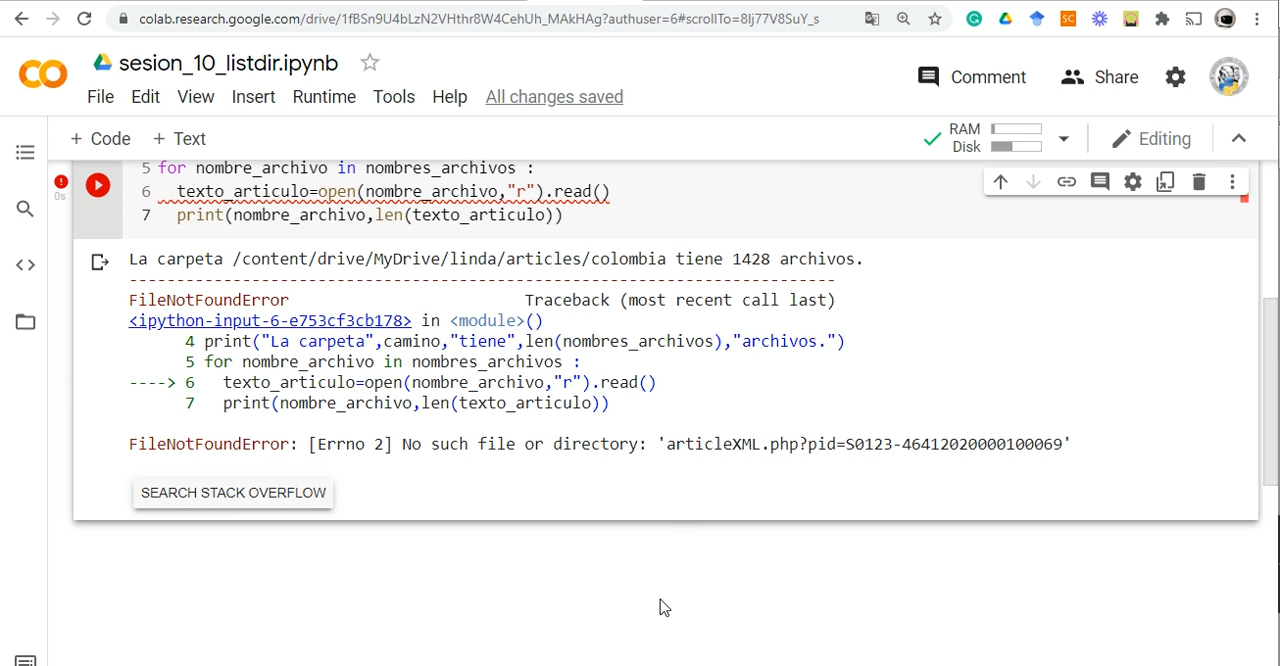 colab.research.google.com/drive/1fBSn9U4bLzN2VHthr8W4CehUh_MAkHAg?authuser=6#scrollTo=8Ij77V8SuY_s
SC
CO
sesion_10_listdir.ipynb
Comment
Share
File Edit View Insert Runtime Tools Help All changes saved
+ Code + Text
RAM
Disk
Editing
5 for nombre_archivo in nombres_archivos :
0s
6 texto_articulo=open(nombre_archivo,"r").read()
7 print(nombre_archivo,len(texto_articulo))
La carpeta /content/drive/MyDrive/linda/articles/colombia tiene 1428 archivos.
---------------------------------------------------------------------------
FileNotFoundError Traceback (most recent call last)
<ipython-input-6-e753cf3cb178> in <module>()
4 print("La carpeta",camino,"tiene",len(nombres_archivos),"archivos.")
5 for nombre_archivo in nombres_archivos :
----> 6 texto_articulo=open(nombre_archivo,"r").read()
7 print(nombre_archivo,len(texto_articulo))
FileNotFoundError: [Errno 2] No such file or directory: 'articleXML.php?pid=S0123-46412020000100069'
SEARCH STACK OVERFLOW